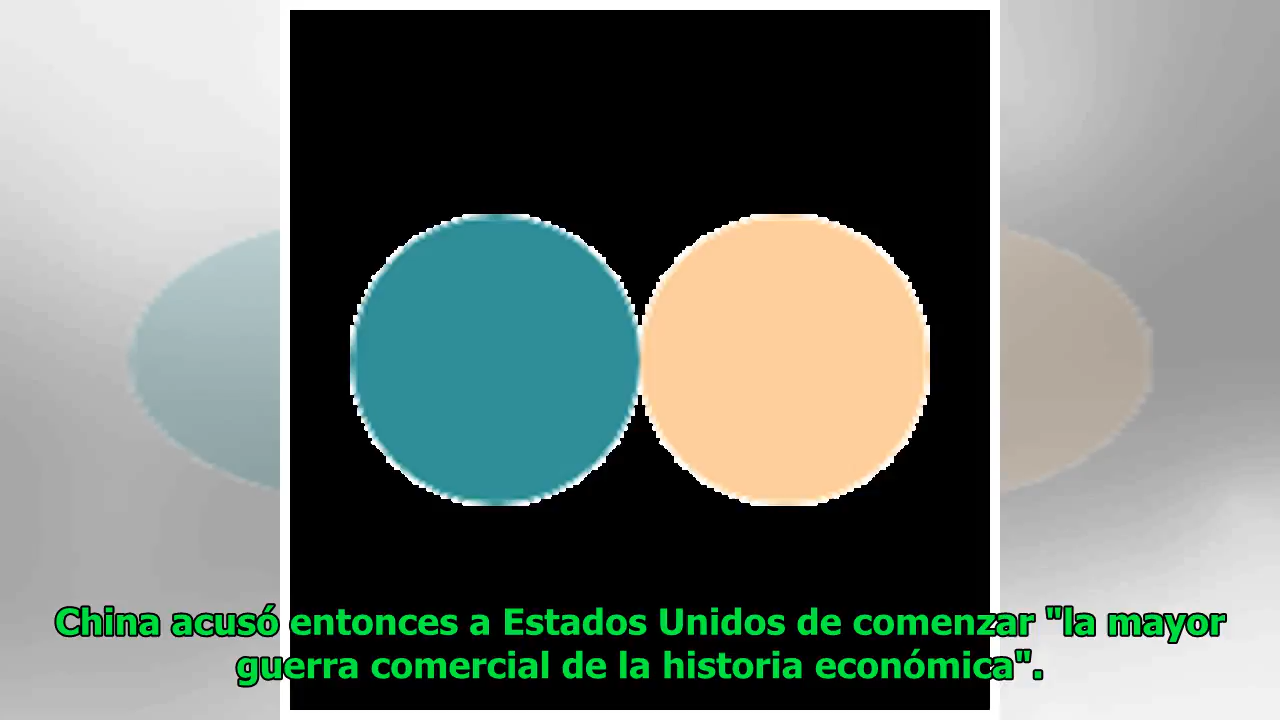 China acusó entonces a Estados Unidos de comenzar "la mayor
guerra comercial de la historia económica".